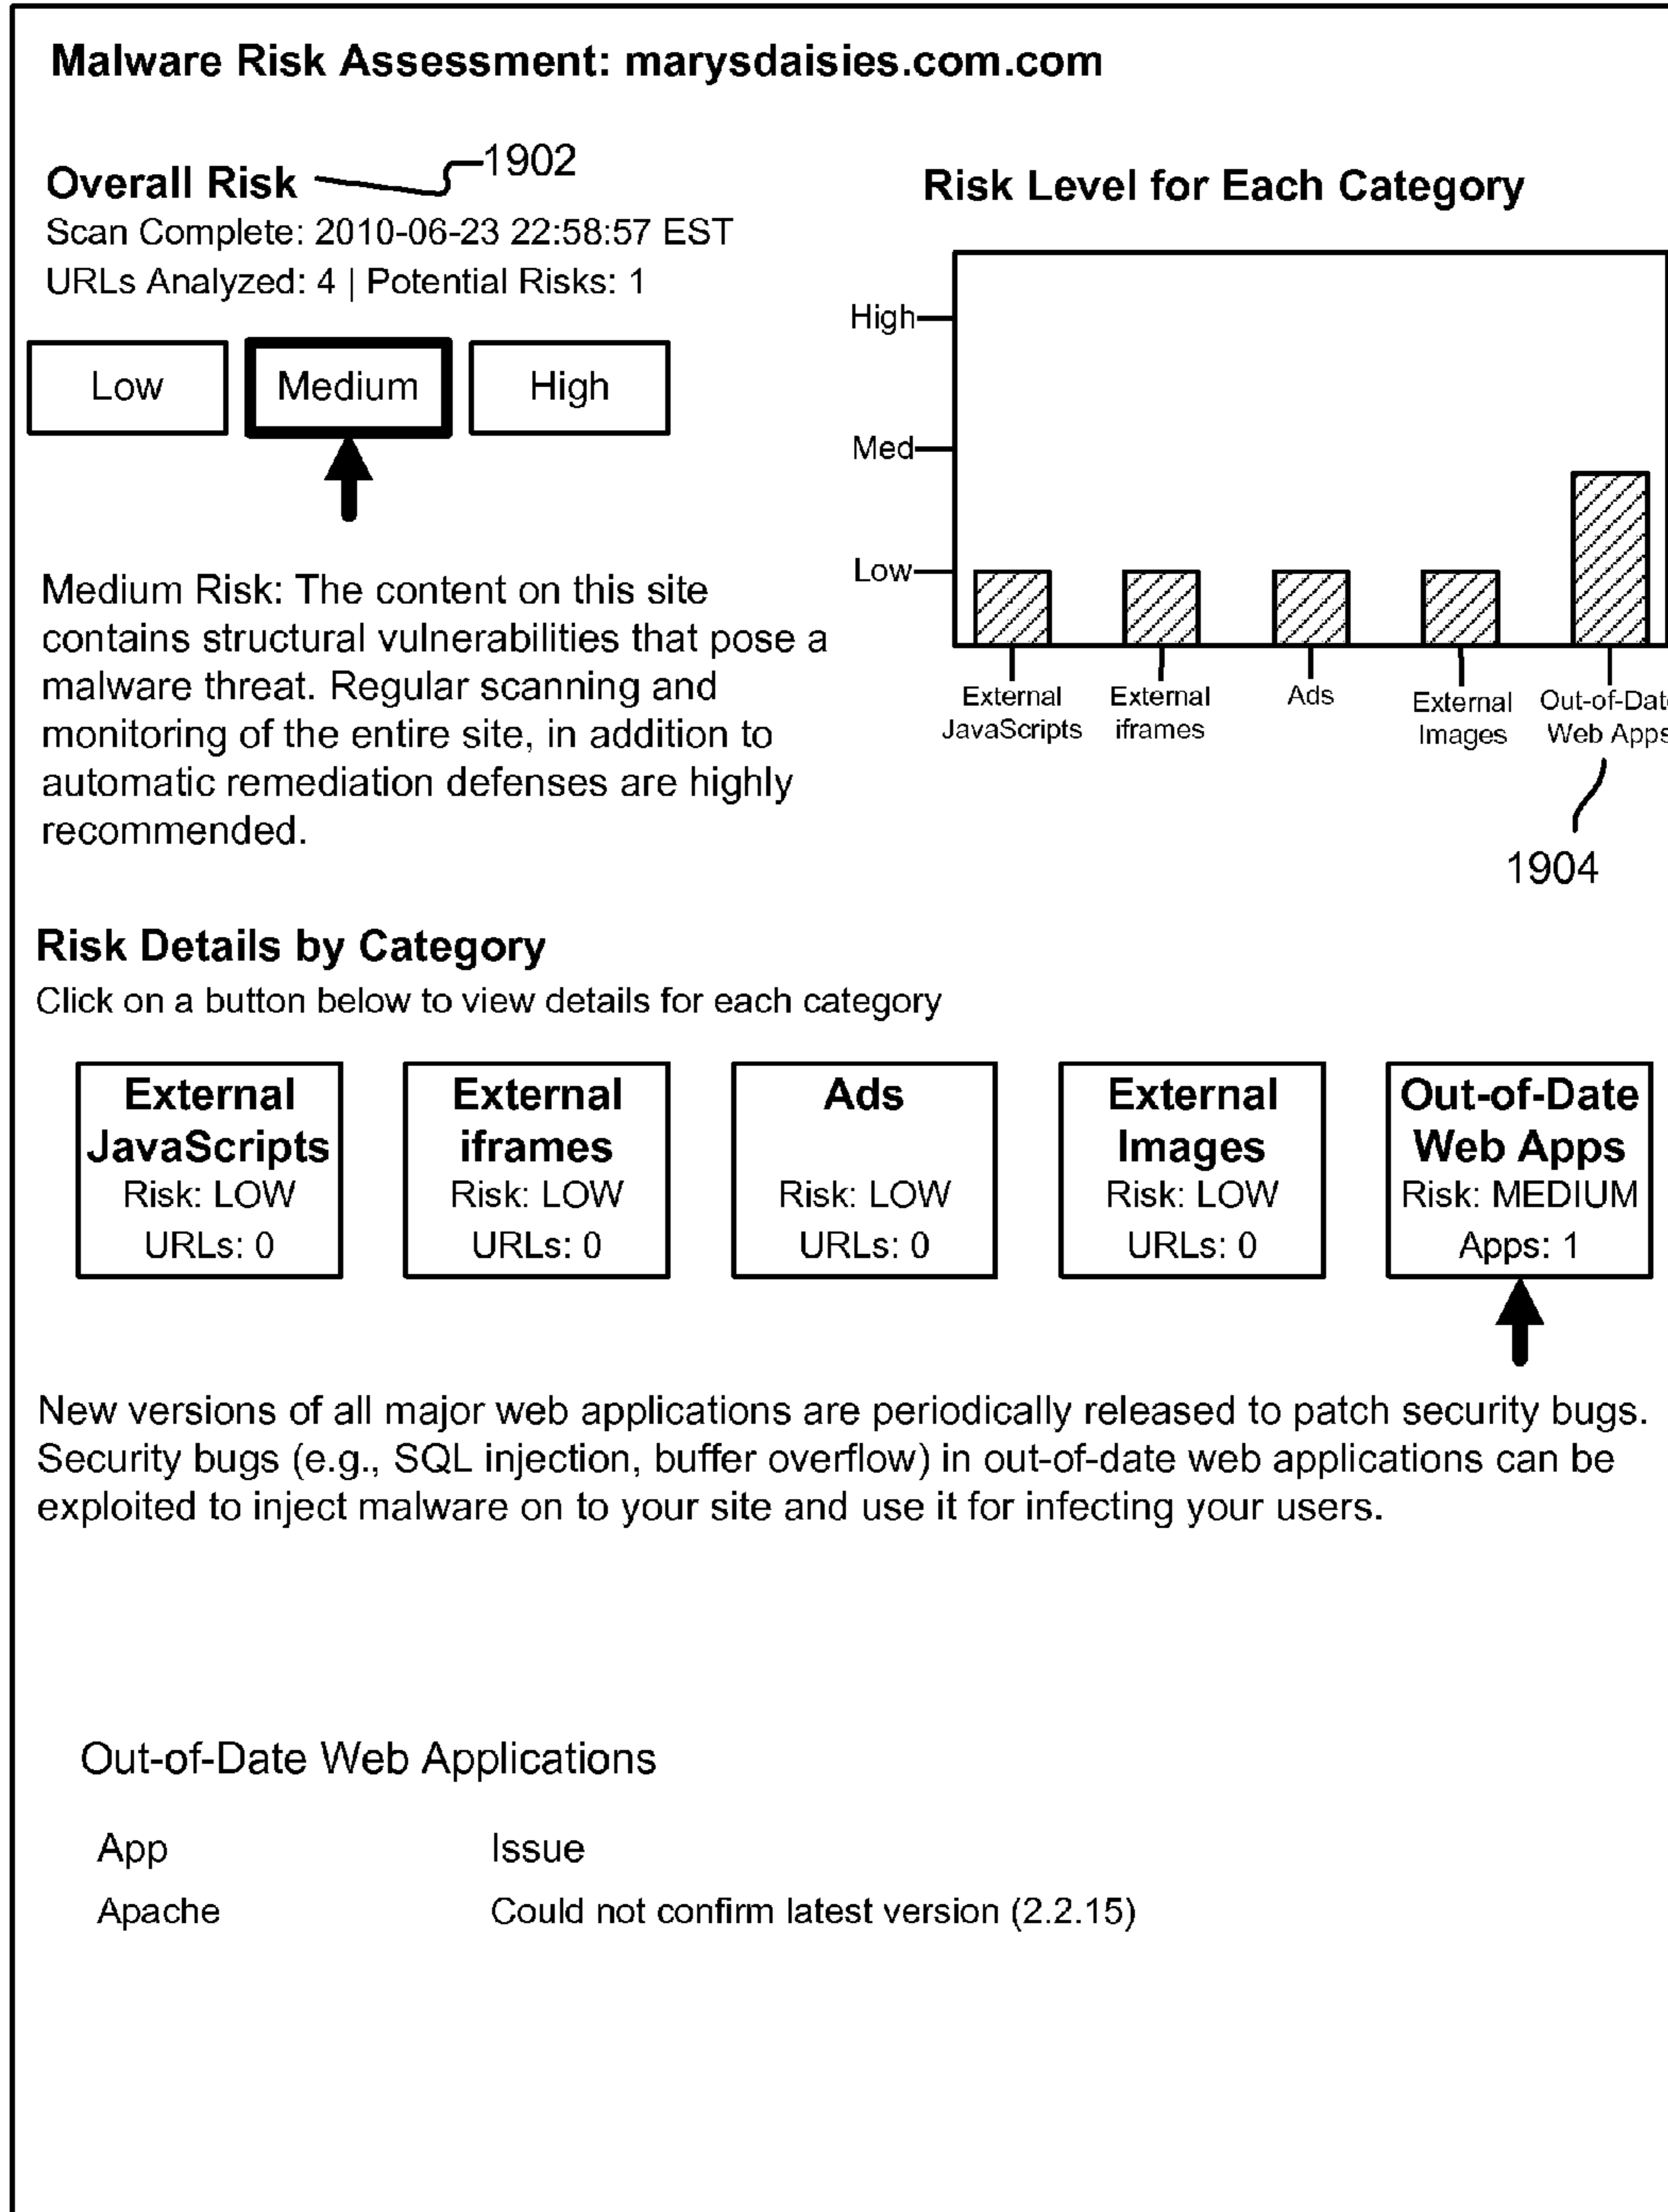 Malware Risk Assessment: marysdaisies.com.com
Overall Risk
1902
Scan Complete: 2010-06-23 22:58:57 EST
URLs Analyzed: 4 | Potential Risks: 1
Low
Medium
High
Medium Risk: The content on this site
contains structural vulnerabilities that pose a
malware threat. Regular scanning and
monitoring of the entire site, in addition to
automatic remediation defenses are highly
recommended.
Risk Level for Each Category
High
Med
Low
External
JavaScripts
External
iframes
Ads
External
Images
Out-of-Date
Web Apps
1904
Risk Details by Category
Click on a button below to view details for each category
External
JavaScripts
Risk: LOW
URLs: 0
External
iframes
Risk: LOW
URLs: 0
Ads
Risk: LOW
URLs: 0
External
Images
Risk: LOW
URLs: 0
Out-of-Date
Web Apps
Risk: MEDIUM
Apps: 1
New versions of all major web applications are periodically released to patch security bugs.
Security bugs (e.g., SQL injection, buffer overflow) in out-of-date web applications can be
exploited to inject malware on to your site and use it for infecting your users.
Out-of-Date Web Applications
App Issue
Apache Could not confirm latest version (2.2.15)